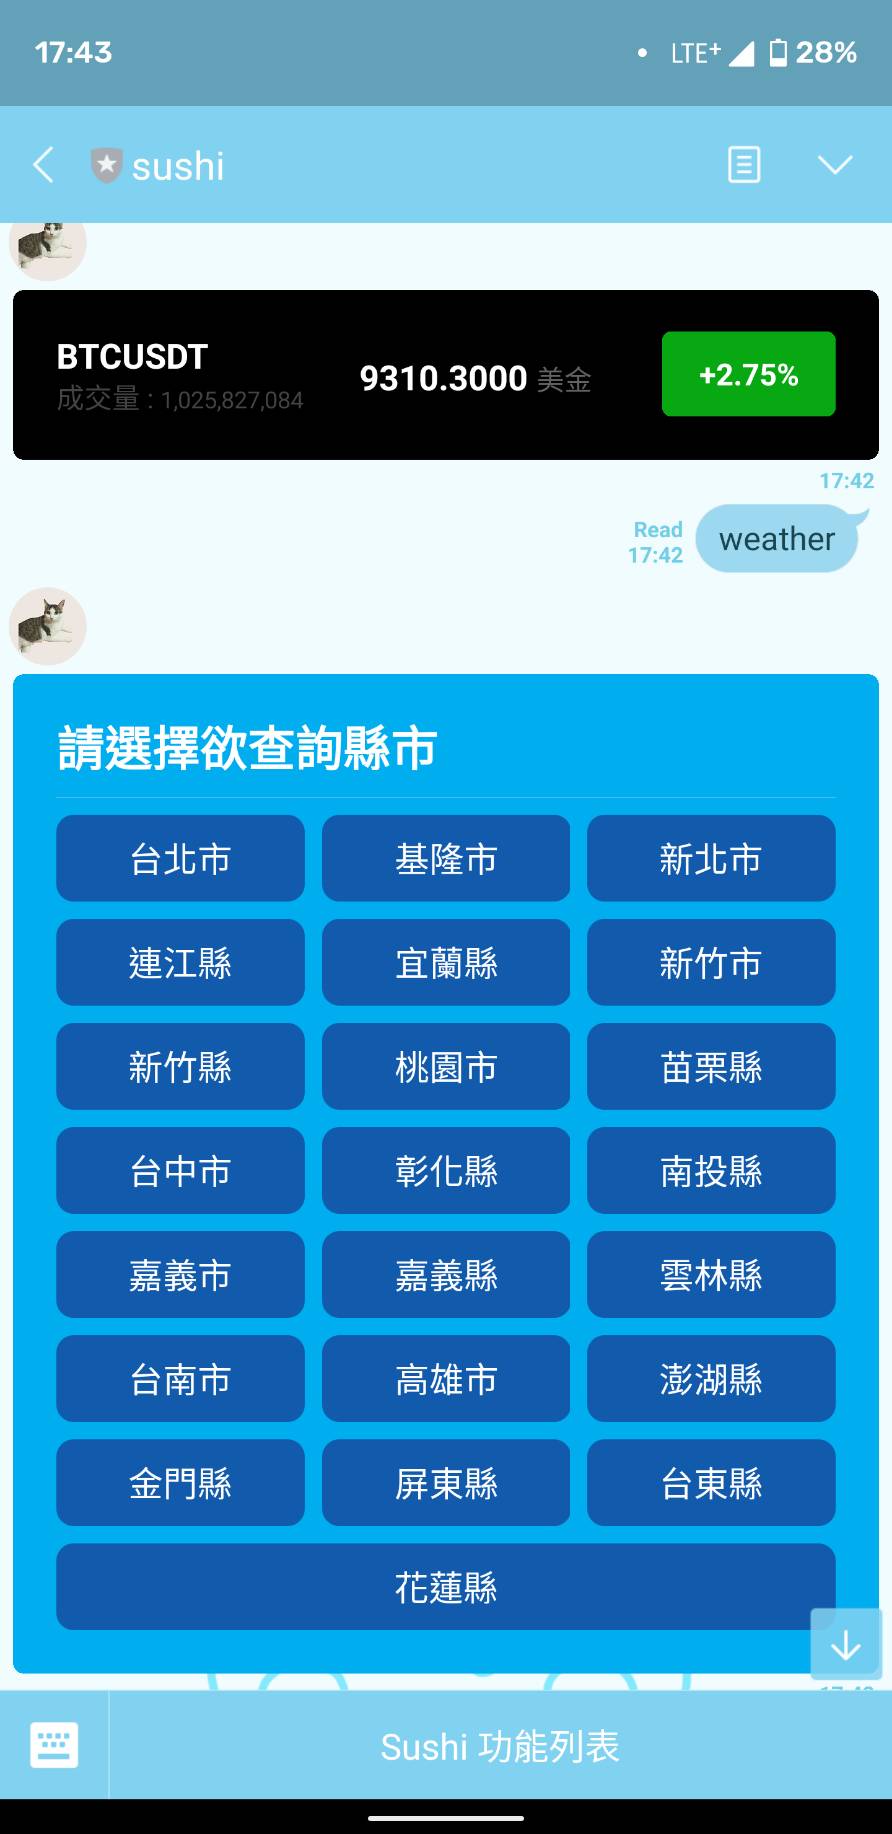 17:43 LTE+ 28%
sushi
BTCUSDT
成交量 : 1,025,827,084
9310.3000 美金
+2.75%
17:42
Read
17:42
weather
請選擇欲查詢縣市
台北市 基隆市 新北市
連江縣 宜蘭縣 新竹市
新竹縣 桃園市 苗栗縣
台中市 彰化縣 南投縣
嘉義市 嘉義縣 雲林縣
台南市 高雄市 澎湖縣
金門縣 屏東縣 台東縣
花蓮縣
Sushi 功能列表